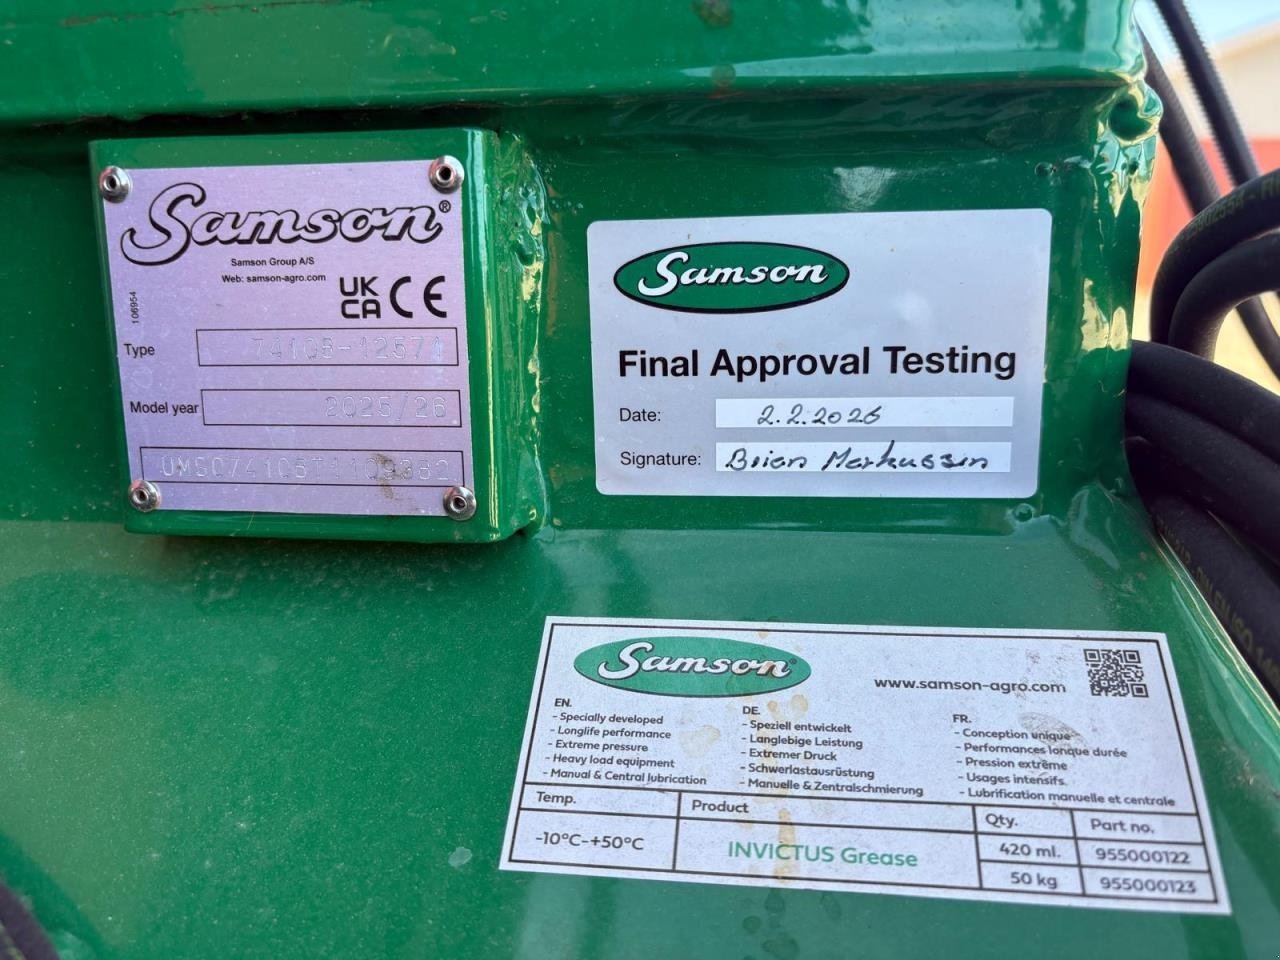 Samson®
Samson Group A/S
Web: samson-agro.com
UK
CA CE
106954
Type
Model year 2025/26
Samson
Final Approval Testing
Date: 2.2.2026
Signature: Brian Markussen
Samson®
www.samson-agro.com
EN.
- Specially developed
- Longlife performance
- Extreme pressure
- Heavy load equipment
- Manual & Central lubrication
DE.
- Speziell entwickelt
- Langlebige Leistung
- Extremer Druck
- Schwerlastausrüstung
- Manuelle & Zentralschmierung
FR.
- Conception unique
- Performances longue durée
- Pression extrême
- Usages intensifs
- Lubrification manuelle et centrale
Temp. Product Qty. Part no.
-10°C-+50°C INVICTUS Grease
420 ml. 955000122
50 kg 955000123